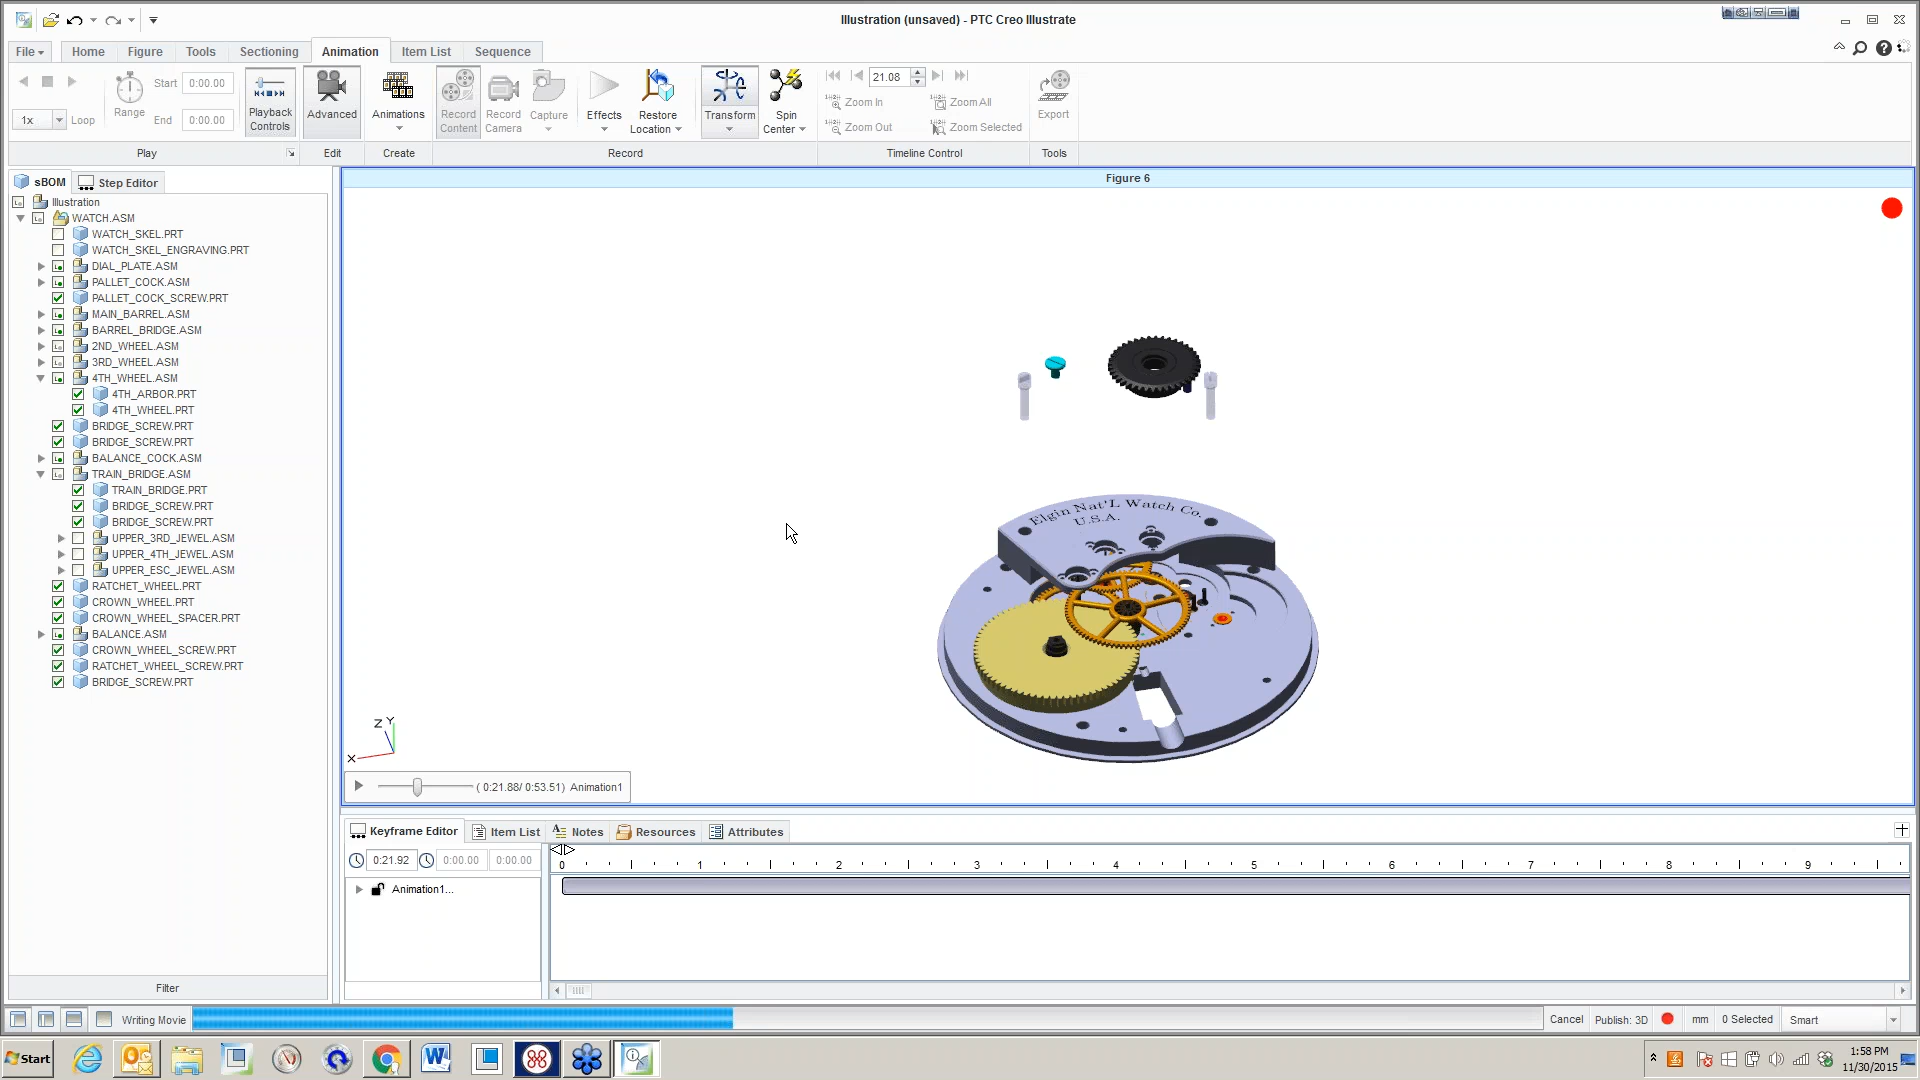 Illustration (unsaved) - PTC Creo Illustrate
File Home Figure Tools Sectioning Animation Item List Sequence
Start 0:00.00
End 0:00.00
1x Loop
Range
Playback Controls
Advanced
Animations
Record Content
Record Camera
Capture
Effects
Restore Location
Transform
Spin Center
21.08
Zoom In Zoom All
Zoom Out Zoom Selected
Export
Play Edit Create Record Timeline Control Tools
sBOM Step Editor
Illustration
WATCH.ASM
WATCH_SKEL.PRT
WATCH_SKEL_ENGRAVING.PRT
DIAL_PLATE.ASM
PALLET_COCK.ASM
PALLET_COCK_SCREW.PRT
MAIN_BARREL.ASM
BARREL_BRIDGE.ASM
2ND_WHEEL.ASM
3RD_WHEEL.ASM
4TH_WHEEL.ASM
4TH_ARBOR.PRT
4TH_WHEEL.PRT
BRIDGE_SCREW.PRT
BRIDGE_SCREW.PRT
BALANCE_COCK.ASM
TRAIN_BRIDGE.ASM
TRAIN_BRIDGE.PRT
BRIDGE_SCREW.PRT
BRIDGE_SCREW.PRT
UPPER_3RD_JEWEL.ASM
UPPER_4TH_JEWEL.ASM
UPPER_ESC_JEWEL.ASM
RATCHET_WHEEL.PRT
CROWN_WHEEL.PRT
CROWN_WHEEL_SPACER.PRT
BALANCE.ASM
CROWN_WHEEL_SCREW.PRT
RATCHET_WHEEL_SCREW.PRT
BRIDGE_SCREW.PRT
Filter
Figure 6
Elgin Nat'L Watch Co.
U.S.A.
Z Y
X
( 0:21.88/ 0:53.51) Animation1
Keyframe Editor Item List Notes Resources Attributes
0:21.92 0:00.00 0:00.00
0 1 2 3 4 5 6 7 8 9
Animation1...
Writing Movie Cancel Publish: 3D mm 0 Selected Smart
Start
1:58 PM
11/30/2015